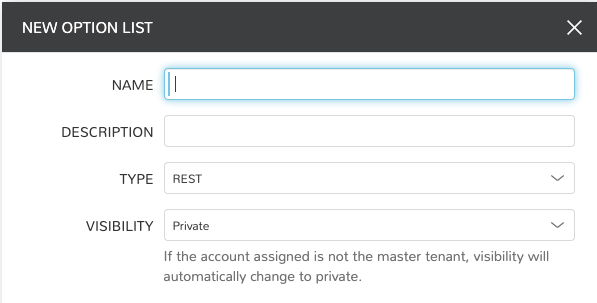 NEW OPTION LIST
NAME
DESCRIPTION
TYPE REST
VISIBILITY Private
If the account assigned is not the master tenant, visibility will
automatically change to private.